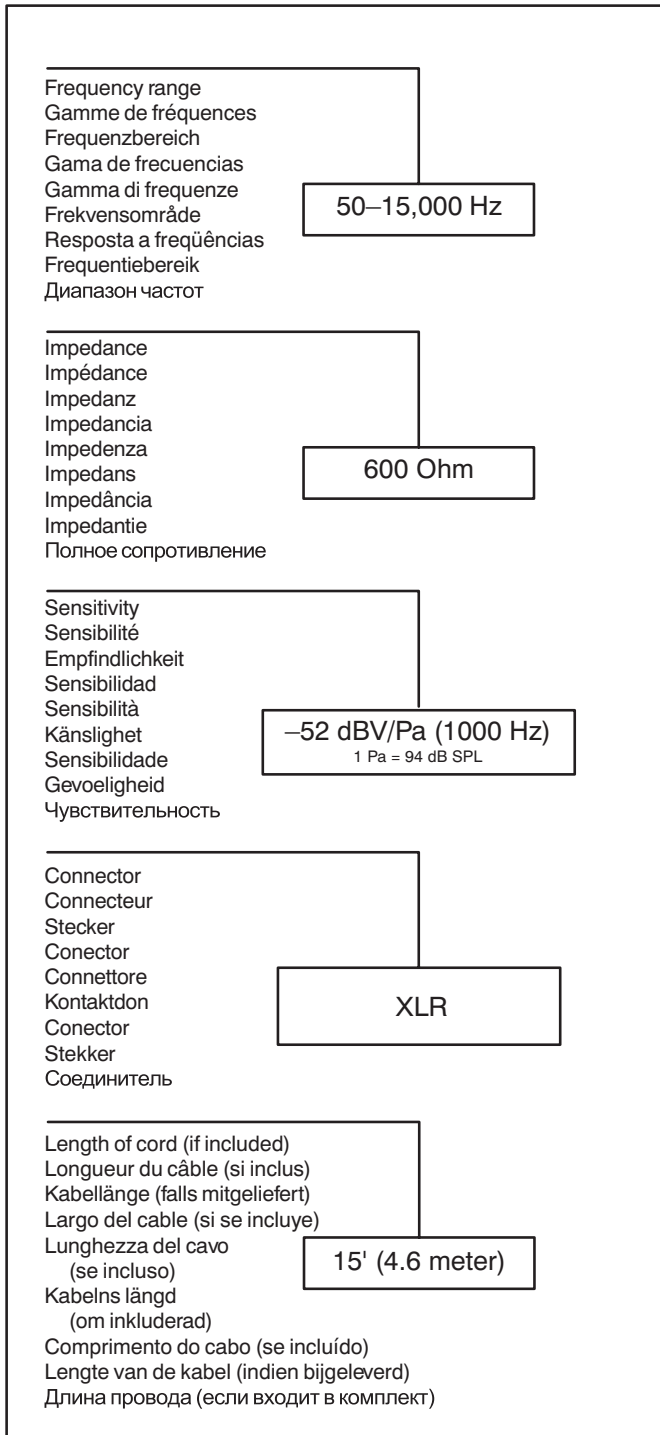 Frequency range
Gamme de fréquences
Frequenzbereich
Gama de frecuencias
Gamma di frequenze
Frekvensområde
Resposta a freqüências
Frequentiebereik
Диапазон частот
50–15,000 Hz
Impedance
Impédance
Impedanz
Impedancia
Impedenza
Impedans
Impedância
Impedantie
Полное сопротивление
600 Ohm
Sensitivity
Sensibilité
Empfindlichkeit
Sensibilidad
Sensibilità
Känslighet
Sensibilidade
Gevoeligheid
Чувствительность
–52 dBV/Pa (1000 Hz)
1 Pa = 94 dB SPL
Connector
Connecteur
Stecker
Conector
Connettore
Kontaktdon
Conector
Stekker
Соединитель
XLR
Length of cord (if included)
Longueur du câble (si inclus)
Kabellänge (falls mitgeliefert)
Largo del cable (si se incluye)
Lunghezza del cavo
(se incluso)
Kabelns längd
(om inkluderad)
Comprimento do cabo (se incluído)
Lengte van de kabel (indien bijgeleverd)
Длина провода (если входит в комплект)
15' (4.6 meter)